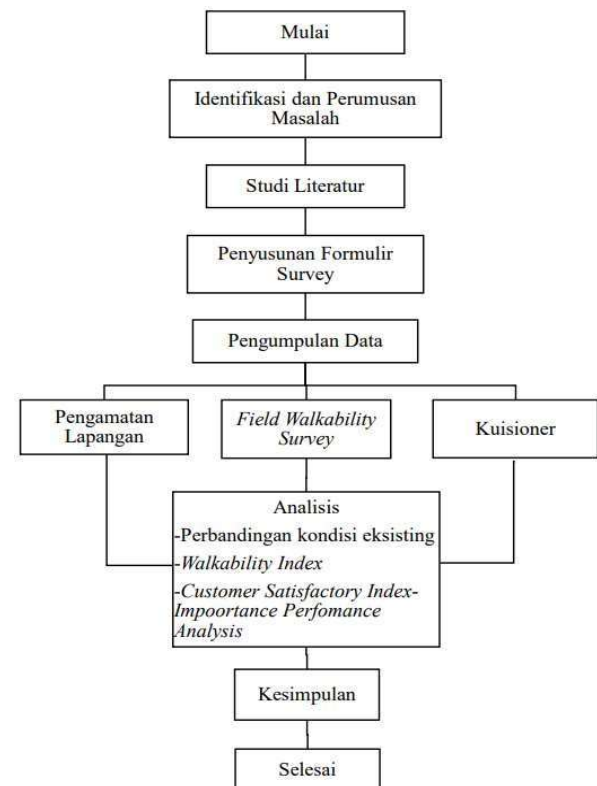 Mulai
Identifikasi dan Perumusan
Masalah
Studi Literatur
Penyusunan Formulir
Survey
Pengumpulan Data
Pengamatan
Lapangan
Field Walkability
Survey
Kuisioner
Analisis
-Perbandingan kondisi eksisting
-Walkability Index
-Customer Satisfactory Index-
Impoortance Perfomance
Analysis
Kesimpulan
Selesai